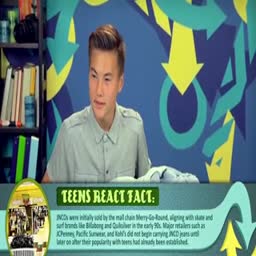 TEENS REACT FACT:
JNCOs were initially sold by the mall chain Merry-Go-Round, aligning with skate and
surf brands like Billabong and Quiksilver in the early 90s. Major retailers such as
JCPenney, Pacific Sunwear, and Kohl's did not begin carrying JNCO jeans until
later on after their popularity with teens had already been established.